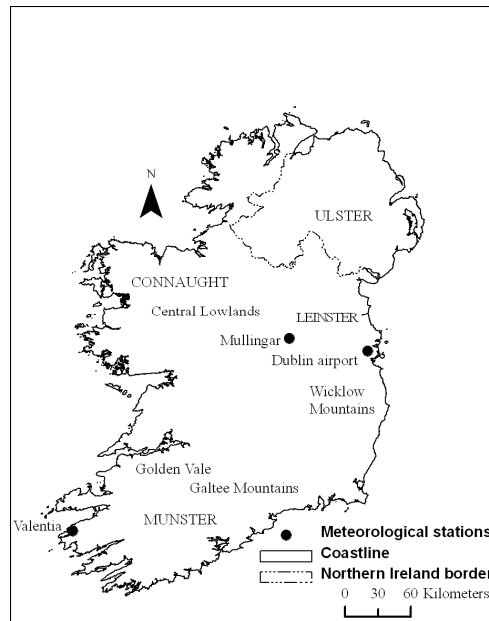 N
ULSTER
CONNAUGHT
Central Lowlands
LEINSTER
Mullingar
Dublin airport
Wicklow
Mountains
Golden Vale
Galtee Mountains
Valentia
MUNSTER
Meteorological stations
Coastline
Northern Ireland border
0 30 60 Kilometers